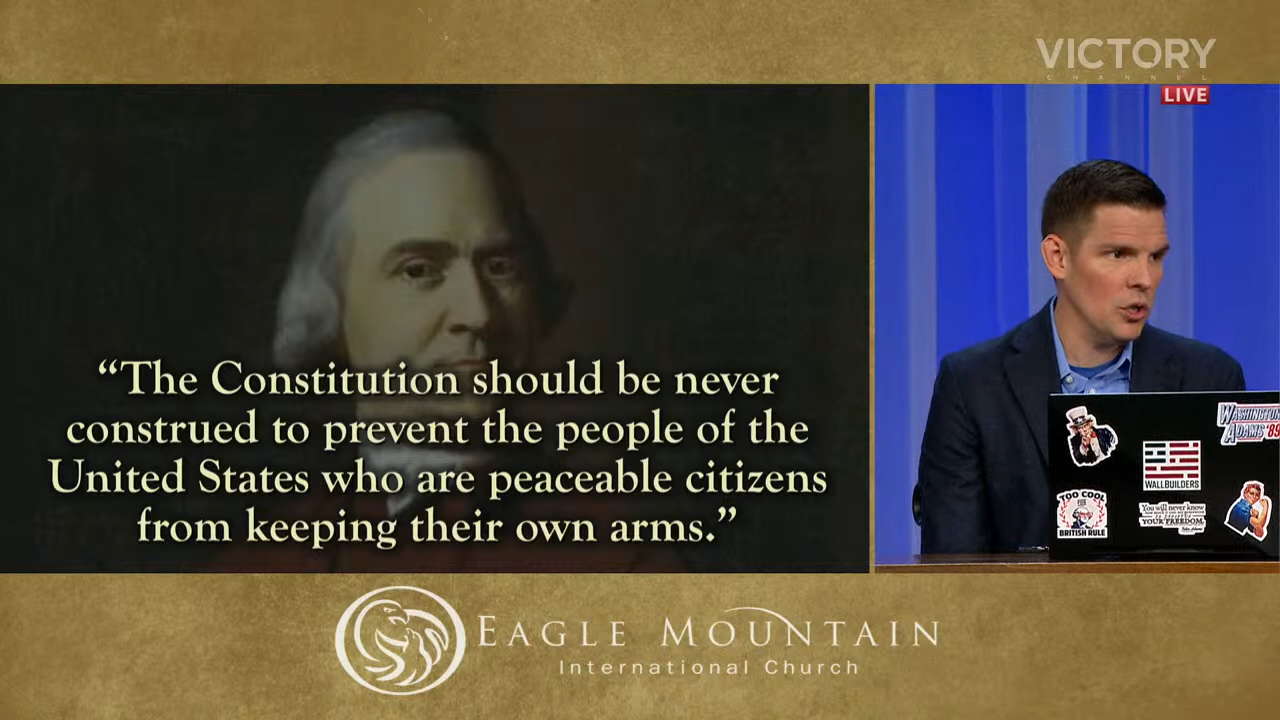 VICTORY
CHANNEL
LIVE
“The Constitution should be never
construed to prevent the people of the
United States who are peaceable citizens
from keeping their own arms.”
WASHINGTON
ADAMS '89
WALLBUILDERS
TOO COOL
FOR
BRITISH RULE
You will never know
YOUR FREEDOM.
EAGLE MOUNTAIN
International Church